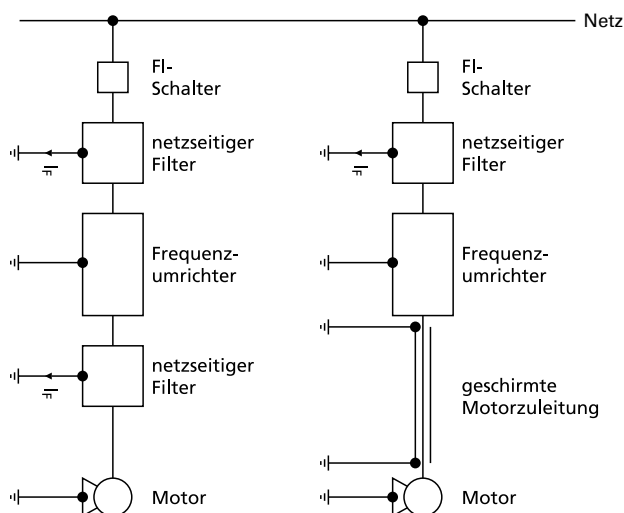 Netz
FI-
Schalter
FI-
Schalter
netzseitiger
Filter
netzseitiger
Filter
Frequenz-
umrichter
Frequenz-
umrichter
netzseitiger
Filter
geschirmte
Motorzuleitung
Motor
Motor